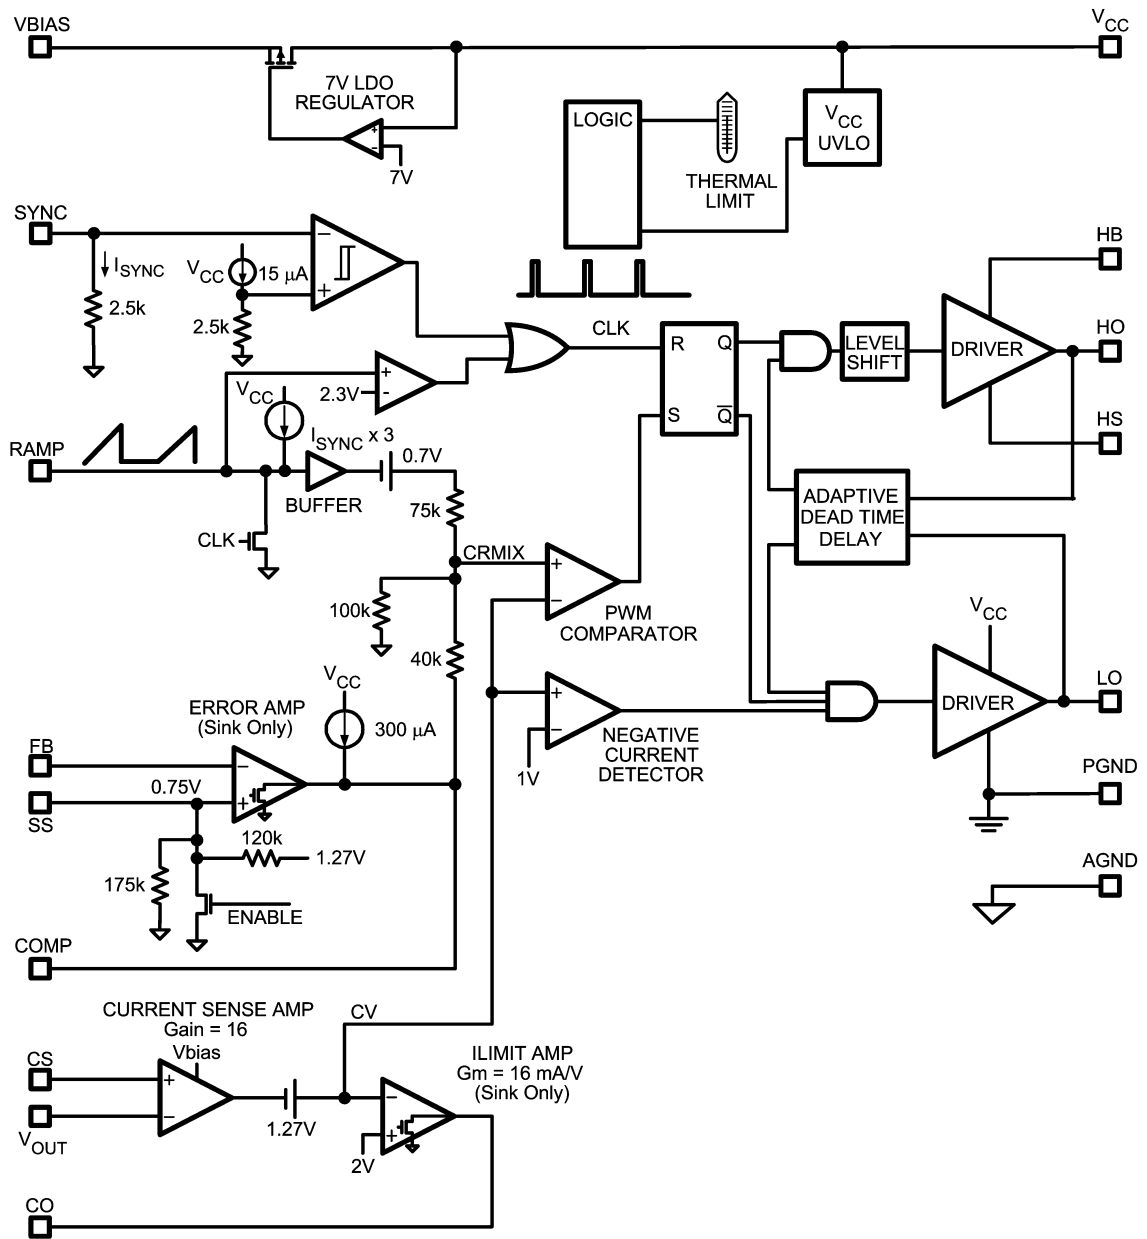 VBIAS
VCC
7V LDO
REGULATOR
+
-
7V
LOGIC
THERMAL
LIMIT
VCC
UVLO
SYNC
ISYNC
2.5k
VCC
15 µA
2.5k
−
+
HB
CLK
R
Q
S
Q̅
LEVEL
SHIFT
DRIVER
HO
HS
2.3V
+
-
VCC
ISYNC x 3
RAMP
BUFFER
0.7V
75k
CLK
CRMIX
ADAPTIVE
DEAD TIME
DELAY
100k
+
−
PWM
COMPARATOR
40k
VCC
300 µA
ERROR AMP
(Sink Only)
FB
−
0.75V
+
SS
120k
1.27V
175k
ENABLE
+
−
1V
NEGATIVE
CURRENT
DETECTOR
VCC
DRIVER
LO
PGND
AGND
COMP
CURRENT SENSE AMP
Gain = 16
Vbias
CS
+
−
VOUT
1.27V
CV
ILIMIT AMP
Gm = 16 mA/V
(Sink Only)
−
+
2V
CO